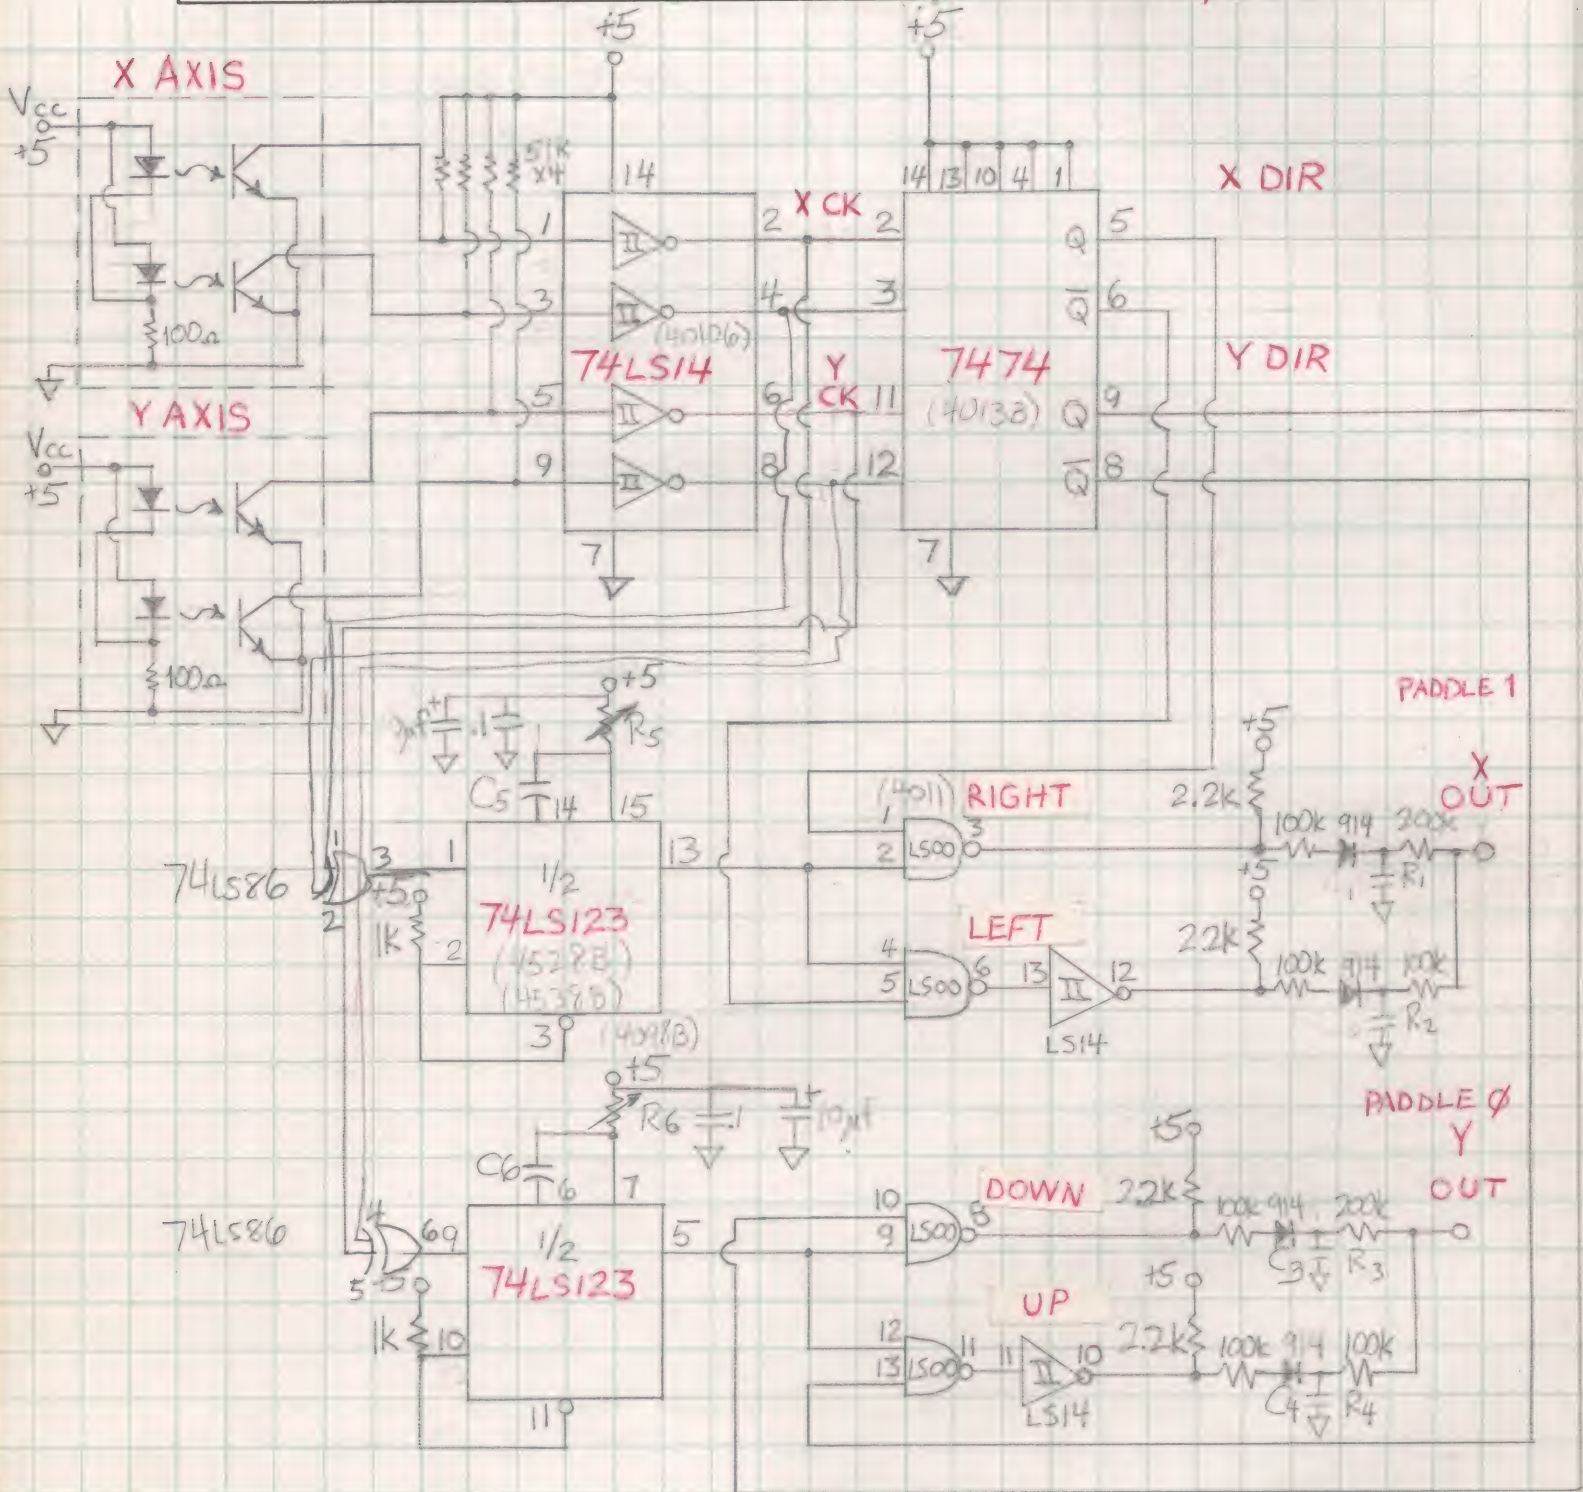 +5
+5
X AXIS
Vcc
+5
51K
X4
14
14 13 10 4 1
X DIR
1
2
X CK
2
Q
5
3
4
3
Q
6
100Ω
(40106)
74LS14
Y
CK
7474
(4013B)
Y DIR
Y AXIS
5
6
11
Q
9
Vcc
+5
9
8
12
Q
8
7
7
100Ω
+5
.1
R5
PADDLE 1
+5
C5
14
15
(4011)
RIGHT
2.2K
X
OUT
1
2
LS00
3
100K 914 200K
R1
+5
74LS86
1
2
3
1
+5
1/2
74LS123
(4528B)
(4538B)
13
1K
2
3
(4098B)
LEFT
4
5
LS00
6
13
12
LS14
2.2K
100K 914 100K
R2
+5
R6
.1
10µf
PADDLE Ø
Y
OUT
+5
C6
6
7
74LS86
4
5
6
9
+5
1/2
74LS123
5
10
9
LS00
8
DOWN
2.2K
100K 914 200K
C3
R3
+5
1K
10
11
UP
12
13
LS00
11
11
10
LS14
2.2K
100K 914 100K
C4
R4